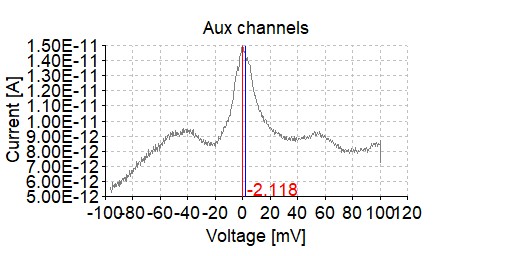 Aux channels
1.50E-11
1.40E-11
1.30E-11
1.20E-11
1.10E-11
1.00E-11
9.00E-12
8.00E-12
7.00E-12
6.00E-12
5.00E-12
Current [A]
-2.118
-100 -80 -60 -40 -20 0 20 40 60 80 100 120
Voltage [mV]